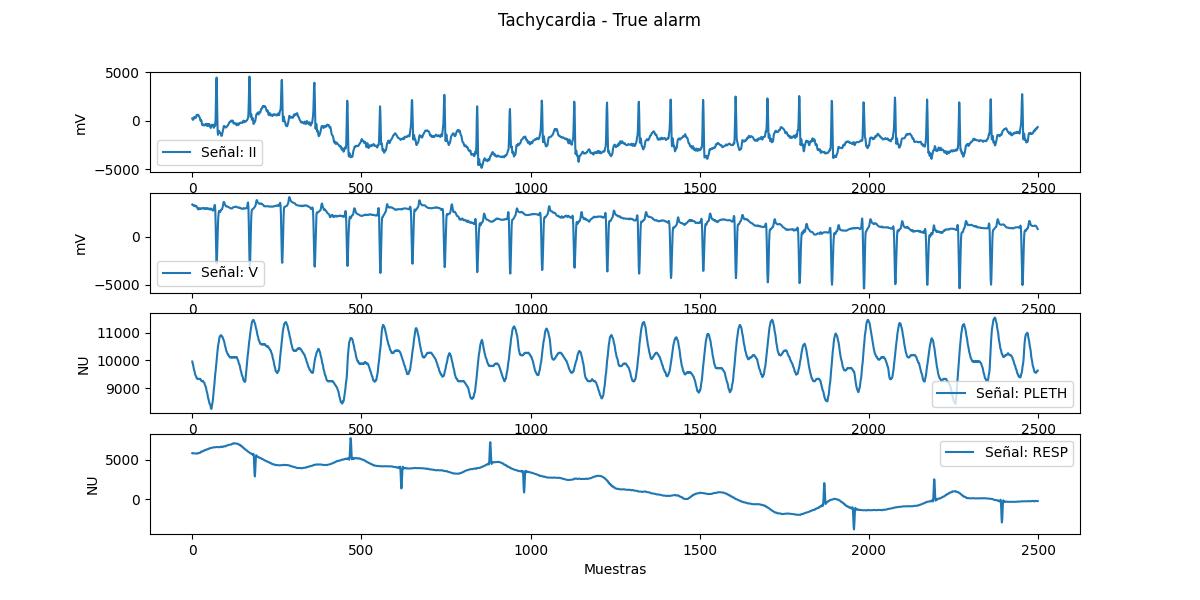 Tachycardia - True alarm
5000
0
−5000
mV
Señal: II
0 500 1000 1500 2000 2500
0
−5000
mV
Señal: V
0 500 1000 1500 2000 2500
11000
10000
9000
NU
Señal: PLETH
0 500 1000 1500 2000 2500
5000
0
NU
Señal: RESP
0 500 1000 1500 2000 2500
Muestras